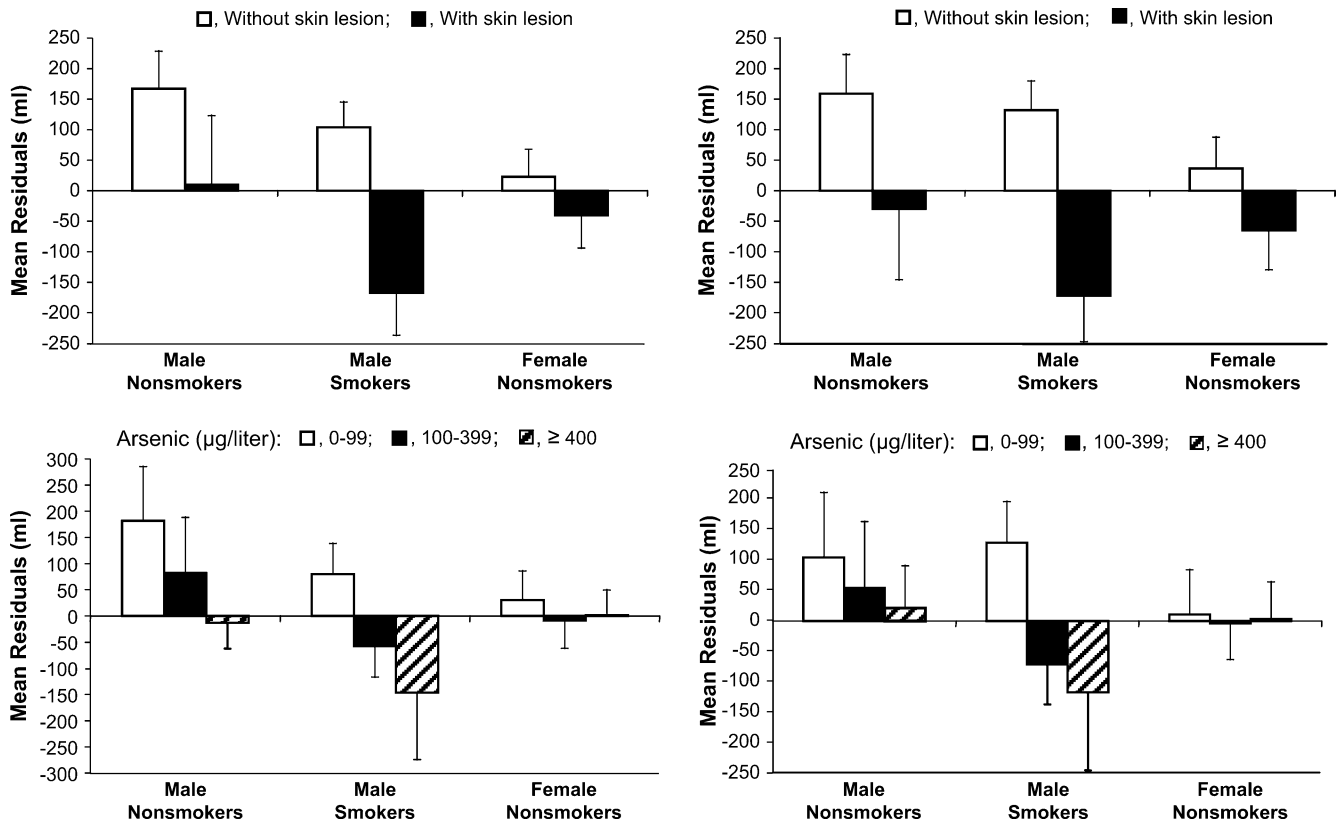 , Without skin lesion; , With skin lesion
Mean Residuals (ml)
250
200
150
100
50
0
-50
-100
-150
-200
-250
Male Nonsmokers
Male Smokers
Female Nonsmokers
, Without skin lesion; , With skin lesion
Mean Residuals (ml)
250
200
150
100
50
0
-50
-100
-150
-200
-250
Male Nonsmokers
Male Smokers
Female Nonsmokers
Arsenic (µg/liter): , 0-99; , 100-399; , ≥ 400
Mean Residuals (ml)
300
250
200
150
100
50
0
-50
-100
-150
-200
-250
-300
Male Nonsmokers
Male Smokers
Female Nonsmokers
Arsenic (µg/liter): , 0-99; , 100-399; , ≥ 400
Mean Residuals (ml)
250
200
150
100
50
0
-50
-100
-150
-200
-250
Male Nonsmokers
Male Smokers
Female Nonsmokers